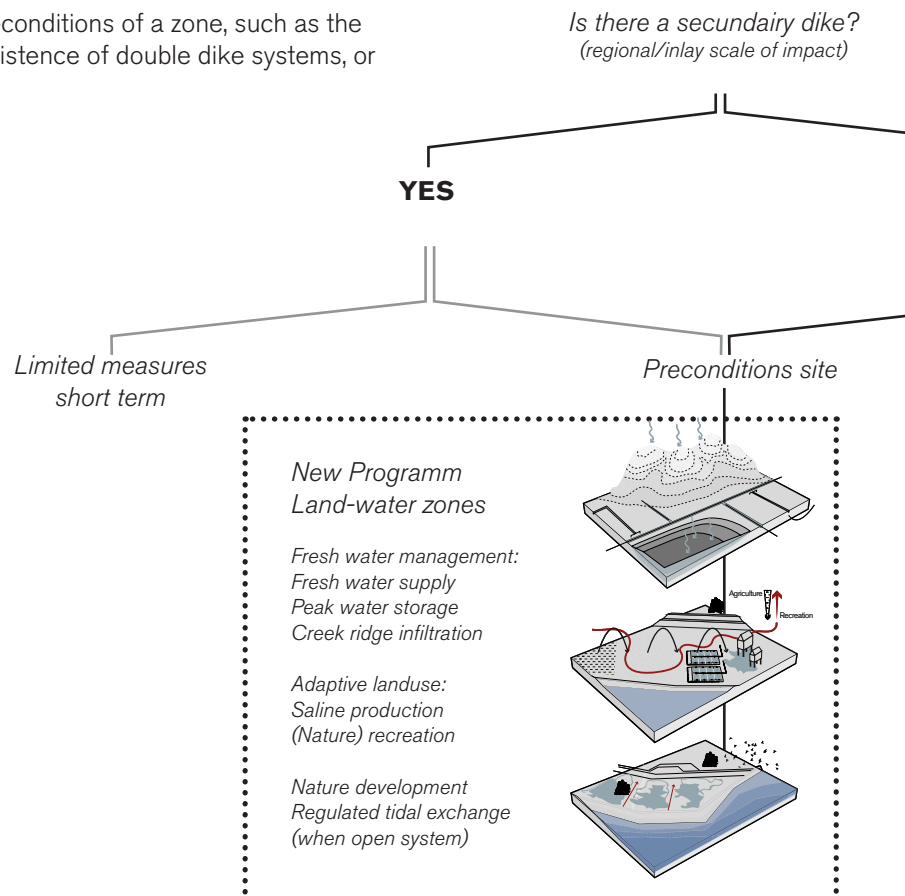 conditions of a zone, such as the
istence of double dike systems, or
Is there a secundairy dike?
(regional/inlay scale of impact)
YES
Limited measures
short term
Preconditions site
New Programm
Land-water zones
Fresh water management:
Fresh water supply
Peak water storage
Creek ridge infiltration
Adaptive landuse:
Saline production
(Nature) recreation
Nature development
Regulated tidal exchange
(when open system)
Agriculture
Recreation